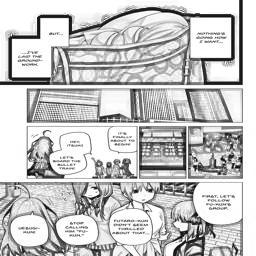 BUT...
NOTHING'S
GOING HOW
I WANT...
...I'VE
LAID THE
GROUND-
WORK.
IT'S
FINALLY
ABOUT TO
BEGIN
HEY,
ITSUKI
LET'S
BOARD THE
BULLET
TRAIN
FIRST, LET'S
FOLLOW
FU-KUN'S
GROUP.
FUTARO-KUN
DIDN'T SEEM
THRILLED
ABOUT THAT...
STOP
CALLING
HIM "FU-
KUN."
UESUGI-
KUN!